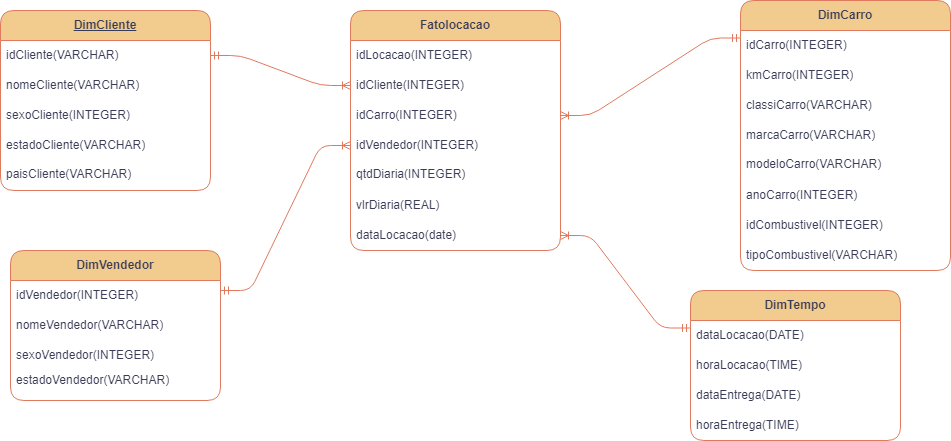 DimCliente
idCliente(VARCHAR)
nomeCliente(VARCHAR)
sexoCliente(INTEGER)
estadoCliente(VARCHAR)
paisCliente(VARCHAR)
Fatolocacao
idLocacao(INTEGER)
idCliente(INTEGER)
idCarro(INTEGER)
idVendedor(INTEGER)
qtdDiaria(INTEGER)
vlrDiaria(REAL)
dataLocacao(date)
DimCarro
idCarro(INTEGER)
kmCarro(INTEGER)
classiCarro(VARCHAR)
marcaCarro(VARCHAR)
modeloCarro(VARCHAR)
anoCarro(INTEGER)
idCombustivel(INTEGER)
tipoCombustivel(VARCHAR)
DimVendedor
idVendedor(INTEGER)
nomeVendedor(VARCHAR)
sexoVendedor(INTEGER)
estadoVendedor(VARCHAR)
DimTempo
dataLocacao(DATE)
horaLocacao(TIME)
dataEntrega(DATE)
horaEntrega(TIME)